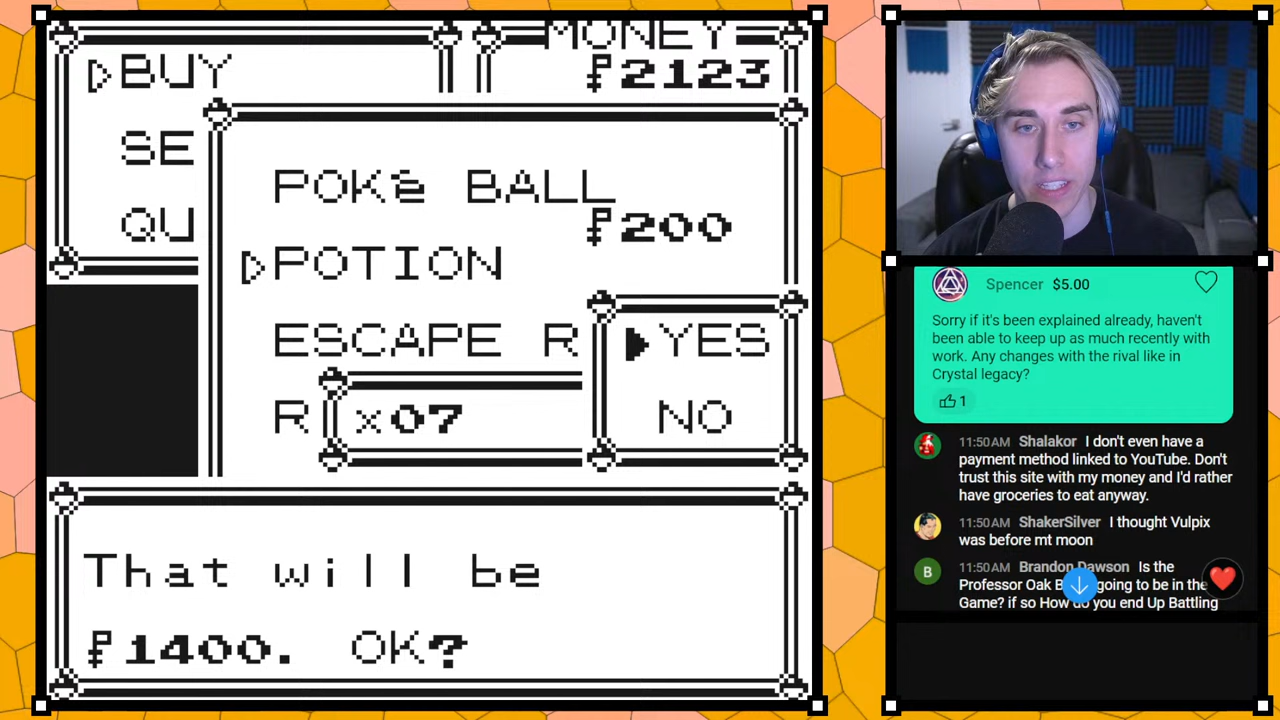 BUY
MONEY
₽2123
SE
QU
POKé BALL
₽200
POTION
ESCAPE R
R
×07
YES
NO
That will be
₽1400. OK?
Spencer $5.00
Sorry if it's been explained already, haven't
been able to keep up as much recently with
work. Any changes with the rival like in
Crystal legacy?
1
11:50AM Shalakor I don't even have a
payment method linked to YouTube. Don't
trust this site with my money and I'd rather
have groceries to eat anyway.
11:50AM ShakerSilver I thought Vulpix
was before mt moon
B
11:50AM Brandon Dawson Is the
Professor Oak B going to be in the
Game? if so How do you end Up Battling